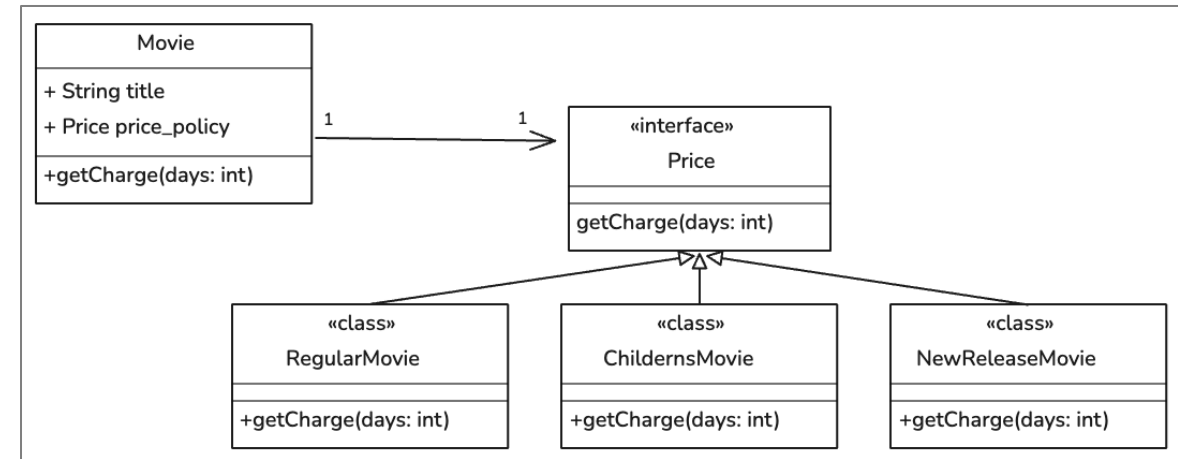 Movie
+ String title
+ Price price_policy
+getCharge(days: int)
1
1
«interface»
Price
getCharge(days: int)
«class»
RegularMovie
+getCharge(days: int)
«class»
ChildernsMovie
+getCharge(days: int)
«class»
NewReleaseMovie
+getCharge(days: int)